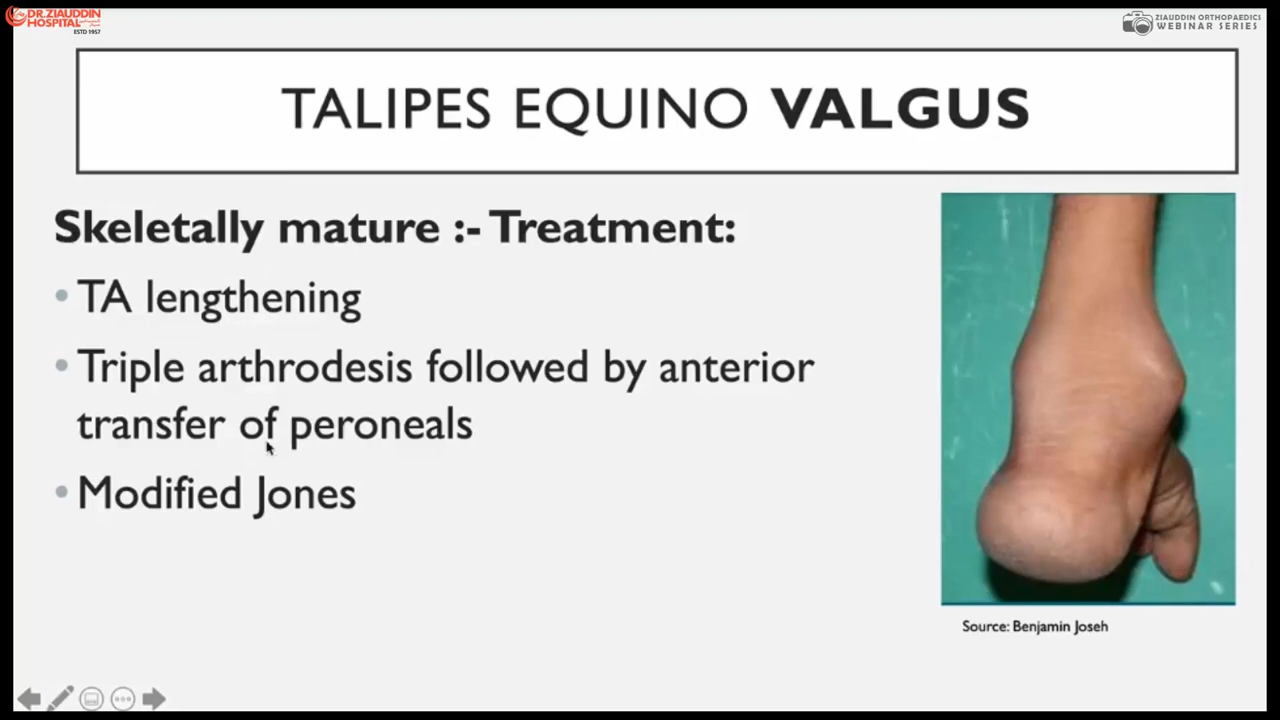 DR.ZIAUDDIN
HOSPITAL
ESTD 1957
ZIAUDDIN ORTHOPAEDICS
WEBINAR SERIES
TALIPES EQUINO VALGUS
Skeletally mature :- Treatment:
• TA lengthening
• Triple arthrodesis followed by anterior
transfer of peroneals
• Modified Jones
Source: Benjamin Joseh